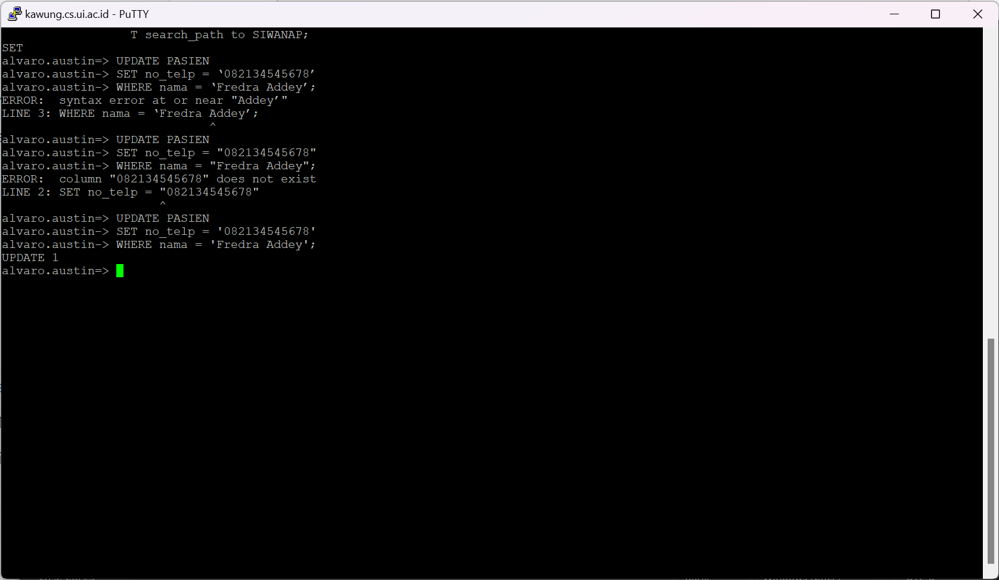 kawung.cs.ui.ac.id - PuTTY
T search_path to SIWANAP;
SET
alvaro.austin=> UPDATE PASIEN
alvaro.austin-> SET no_telp = ‘082134545678’
alvaro.austin-> WHERE nama = ‘Fredra Addey’;
ERROR:  syntax error at or near "Addey’"
LINE 3: WHERE nama = ‘Fredra Addey’;
^
alvaro.austin=> UPDATE PASIEN
alvaro.austin-> SET no_telp = "082134545678"
alvaro.austin-> WHERE nama = "Fredra Addey";
ERROR:  column "082134545678" does not exist
LINE 2: SET no_telp = "082134545678"
^
alvaro.austin=> UPDATE PASIEN
alvaro.austin-> SET no_telp = '082134545678'
alvaro.austin-> WHERE nama = 'Fredra Addey';
UPDATE 1
alvaro.austin=>